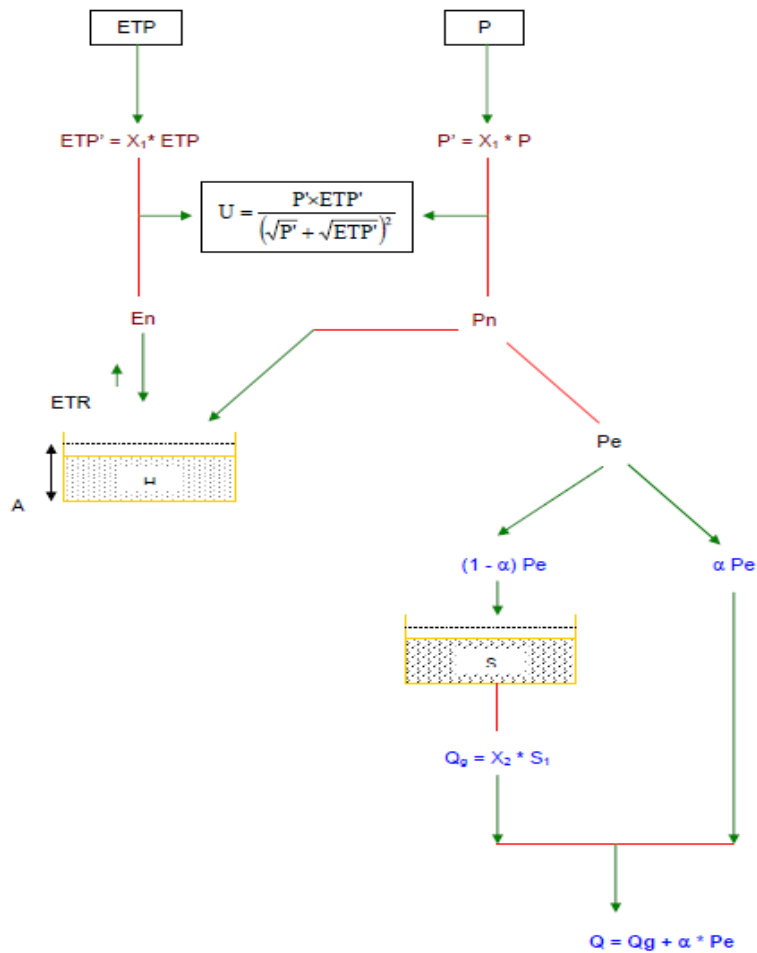 ETP
P
ETP' = X₁* ETP
P' = X₁ * P
U = P'×ETP' / (√P' + √ETP')²
En
Pn
ETR
Pe
H
A
(1 - α) Pe
α Pe
S
Qg = X₂ * S₁
Q = Qg + α * Pe